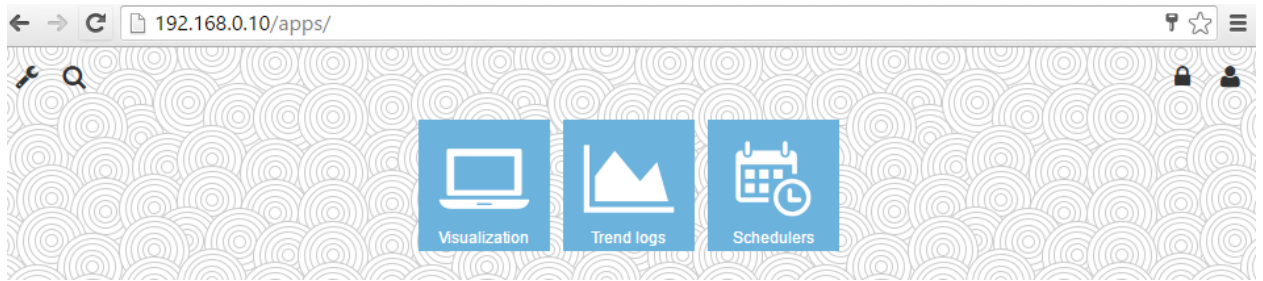 192.168.0.10/apps/
Visualization
Trend logs
Schedulers